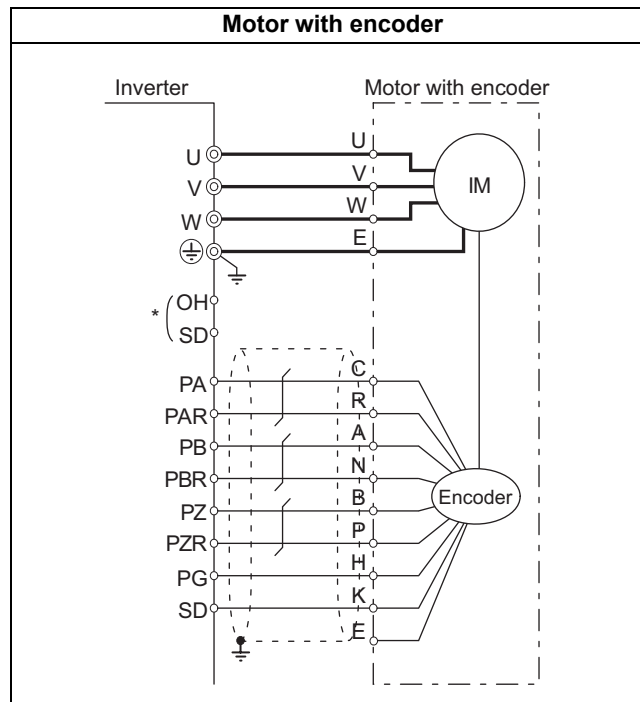 Motor with encoder
Inverter
Motor with encoder
U
U
V
V
W
W
E
IM
* OH
SD
PA
C
PAR
R
PB
A
PBR
N
PZ
B
PZR
P
PG
H
SD
K
E
Encoder